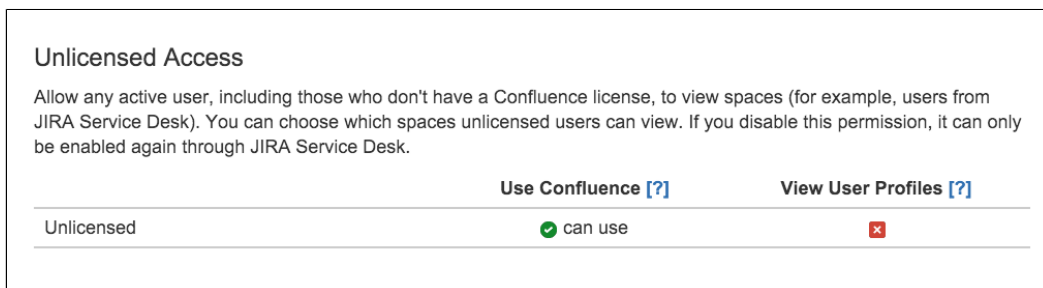 Unlicensed Access
Allow any active user, including those who don't have a Confluence license, to view spaces (for example, users from
JIRA Service Desk). You can choose which spaces unlicensed users can view. If you disable this permission, it can only
be enabled again through JIRA Service Desk.
Use Confluence [?] View User Profiles [?]
Unlicensed can use